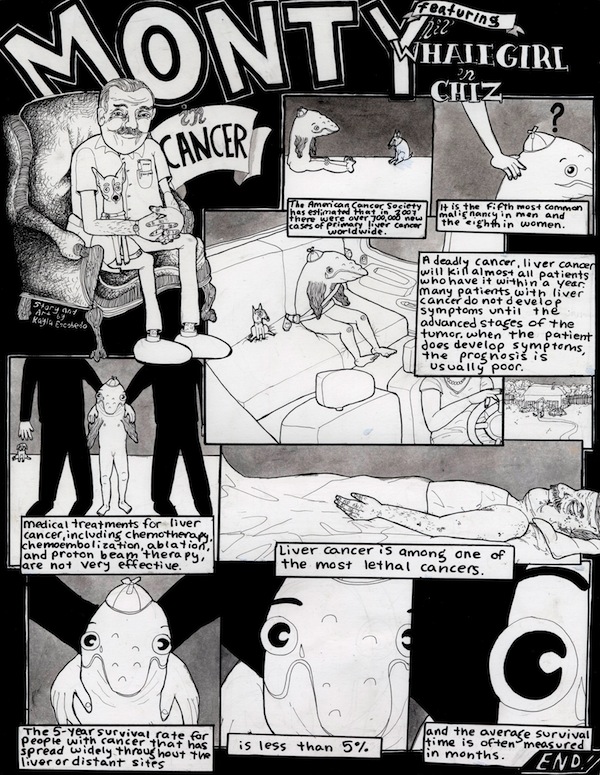 MONTY
featuring
her
WHALEGIRL
'n
CHIZ
in
CANCER
Story and
Art by
Kayla Escobedo
The American Cancer Society
has estimated that in 2007
there were over 700,000 new
cases of primary liver cancer
worldwide.
?
It is the fifth most common
malignancy in men and
the eighth in women.
A deadly cancer, liver cancer
will kill almost all patients
who have it within a year.
Many patients with liver
cancer do not develop
symptoms until the
advanced stages of the
tumor. When the patient
does develop symptoms,
the prognosis is
usually poor.
Medical treatments for liver
cancer, including chemotherapy,
chemoembolization, ablation,
and proton beam therapy,
are not very effective.
Liver cancer is among one of
the most lethal cancers.
The 5-year survival rate for
people with cancer that has
spread widely throughout the
liver or distant sites
is less than 5%
and the average survival
time is often measured
in months.
END!